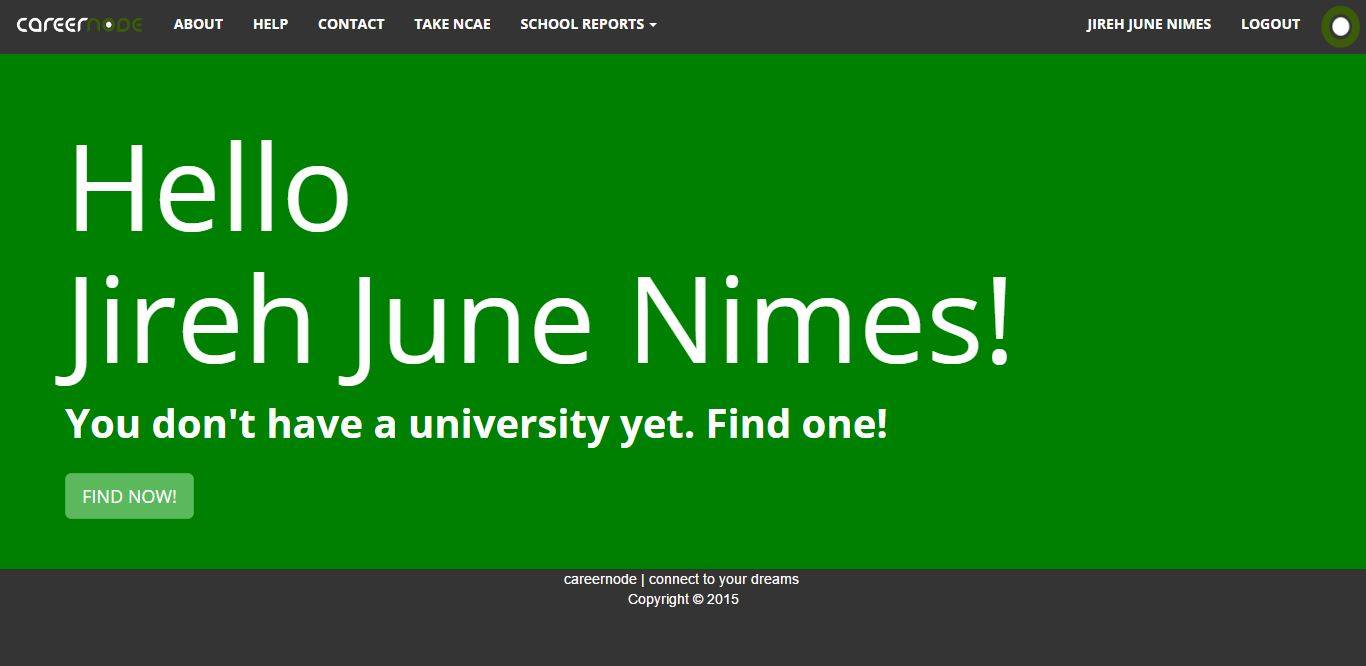 careernode ABOUT HELP CONTACT TAKE NCAE SCHOOL REPORTS JIREH JUNE NIMES LOGOUT
Hello
Jireh June Nimes!
You don't have a university yet. Find one!
FIND NOW!
careernode | connect to your dreams
Copyright © 2015